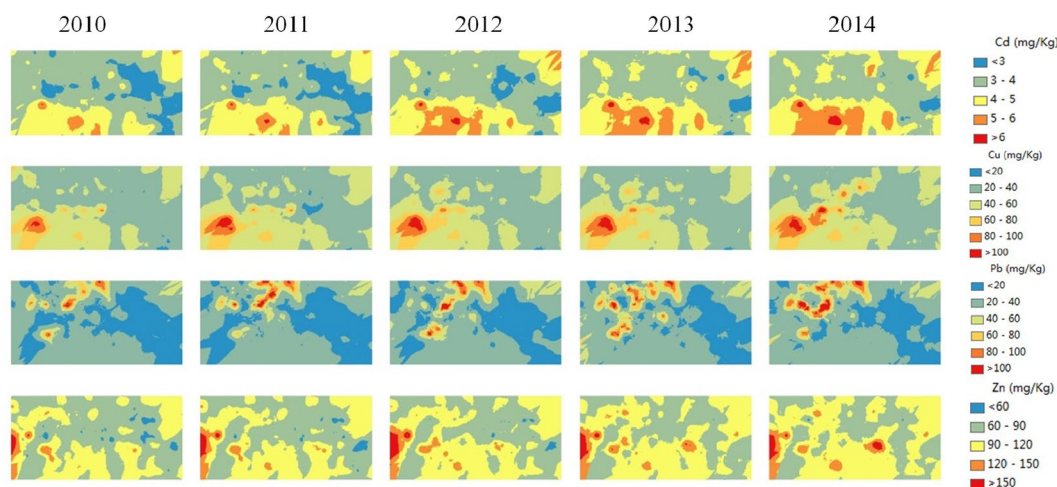 2010 2011 2012 2013 2014
Cd (mg/Kg)
<3
3 - 4
4 - 5
5 - 6
>6
Cu (mg/Kg)
<20
20 - 40
40 - 60
60 - 80
80 - 100
>100
Pb (mg/Kg)
<20
20 - 40
40 - 60
60 - 80
80 - 100
>100
Zn (mg/Kg)
<60
60 - 90
90 - 120
120 - 150
>150